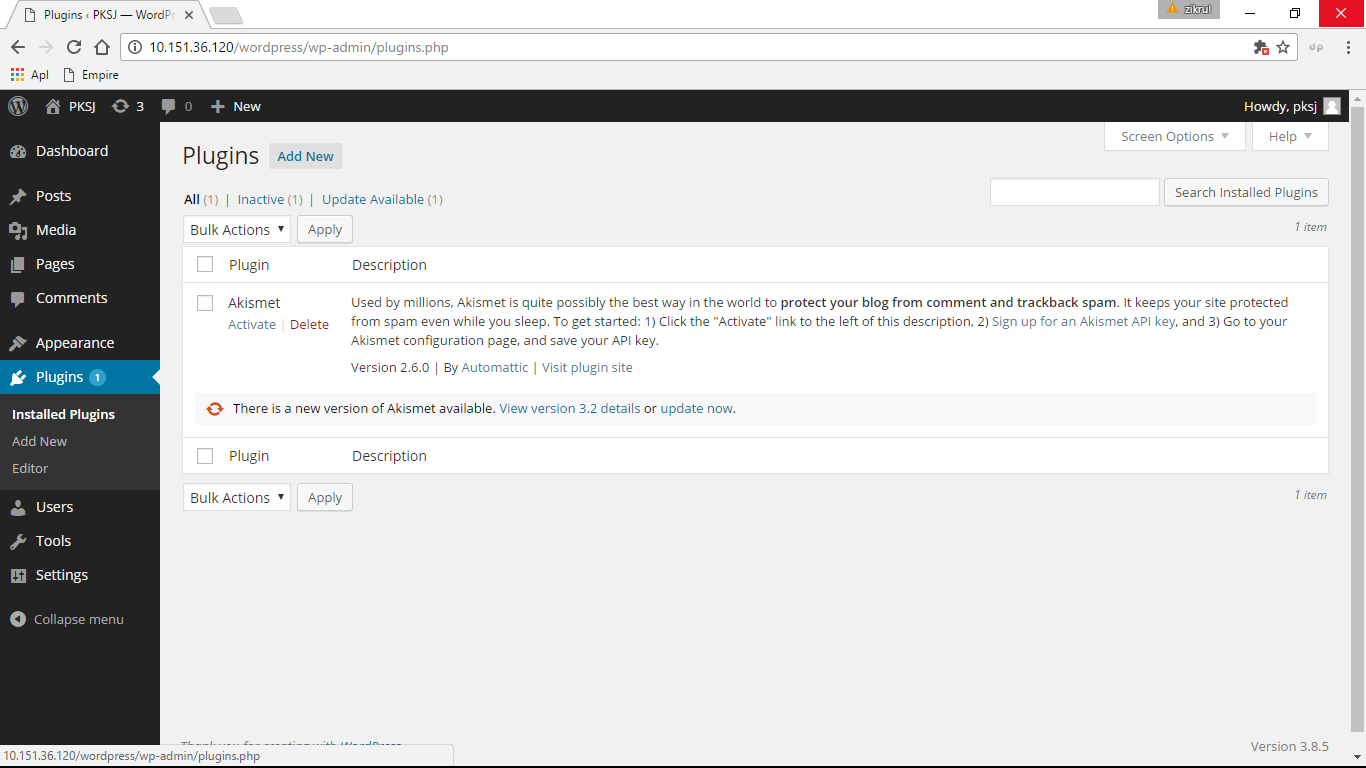 Plugins ‹ PKSJ — WordPr
zikrul
10.151.36.120/wordpress/wp-admin/plugins.php
dp
Apl Empire
PKSJ 3 0 New Howdy, pksj
Screen Options Help
Dashboard
Posts
Media
Pages
Comments
Appearance
Plugins 1
Installed Plugins
Add New
Editor
Users
Tools
Settings
Collapse menu
Plugins Add New
All (1) | Inactive (1) | Update Available (1)
Search Installed Plugins
Bulk Actions Apply
1 item
Plugin Description
Akismet
Activate | Delete
Used by millions, Akismet is quite possibly the best way in the world to protect your blog from comment and trackback spam. It keeps your site protected
from spam even while you sleep. To get started: 1) Click the "Activate" link to the left of this description, 2) Sign up for an Akismet API key, and 3) Go to your
Akismet configuration page, and save your API key.
Version 2.6.0 | By Automattic | Visit plugin site
There is a new version of Akismet available. View version 3.2 details or update now.
Plugin Description
Bulk Actions Apply
1 item
Thank you for creating with WordPress
Version 3.8.5
10.151.36.120/wordpress/wp-admin/plugins.php